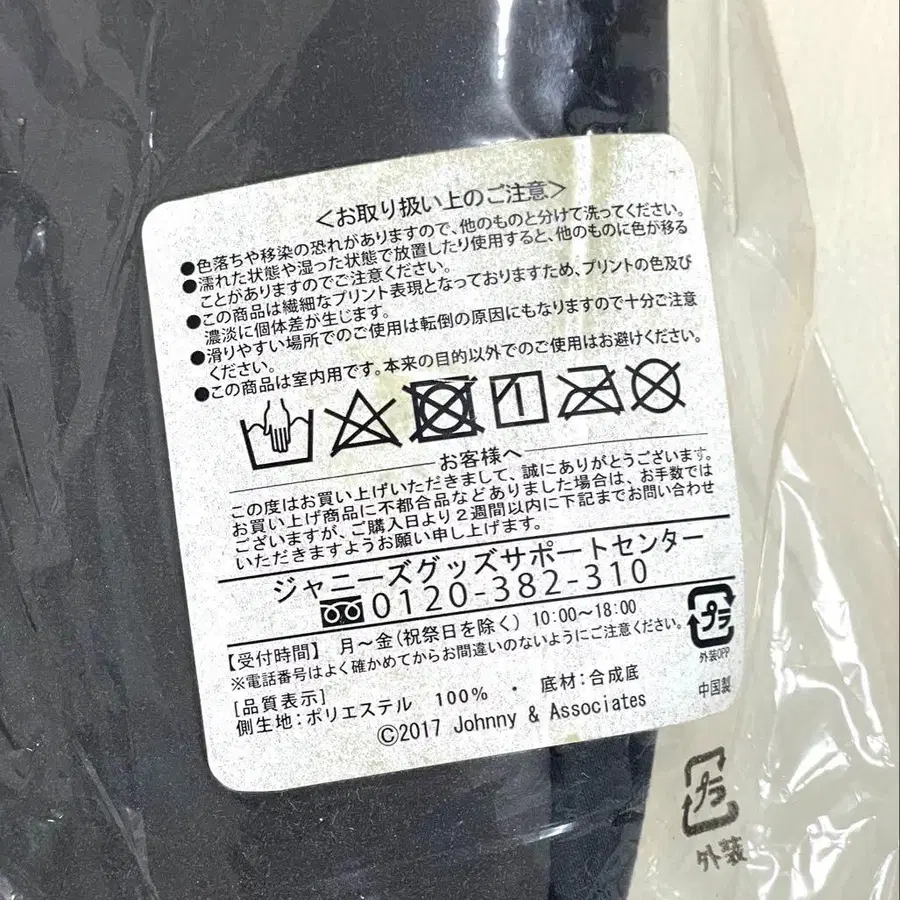 <お取り扱い上のご注意>
●色落ちや移染の恐れがありますので、他のものと分けて洗ってください。
●濡れた状態や湿った状態で放置したり使用すると、他のものに色が移る
ことがありますのでご注意ください。
●この商品は繊細なプリント表現となっておりますため、プリントの色及び
濃淡に個体差が生じます。
●滑りやすい場所でのご使用は転倒の原因にもなりますので十分ご注意
ください。
●この商品は室内用です。本来の目的以外でのご使用はお避けください。
お客様へ
この度はお買い上げいただきまして、誠にありがとうございます。
お買い上げ商品に不都合品などありました場合は、お手数では
ございますが、ご購入日より2週間以内に下記までお問い合わせ
いただきますようお願い申し上げます。
ジャニーズグッズサポートセンター
0120-382-310
【受付時間】 月~金(祝祭日を除く) 10:00~18:00
※電話番号はよく確かめてからお間違いのないようにご注意ください。
プラ
外装OPP
[品質表示]
側生地:ポリエステル 100% ・ 底材:合成底
中国製
©2017 Johnny & Associates
プラ
外装